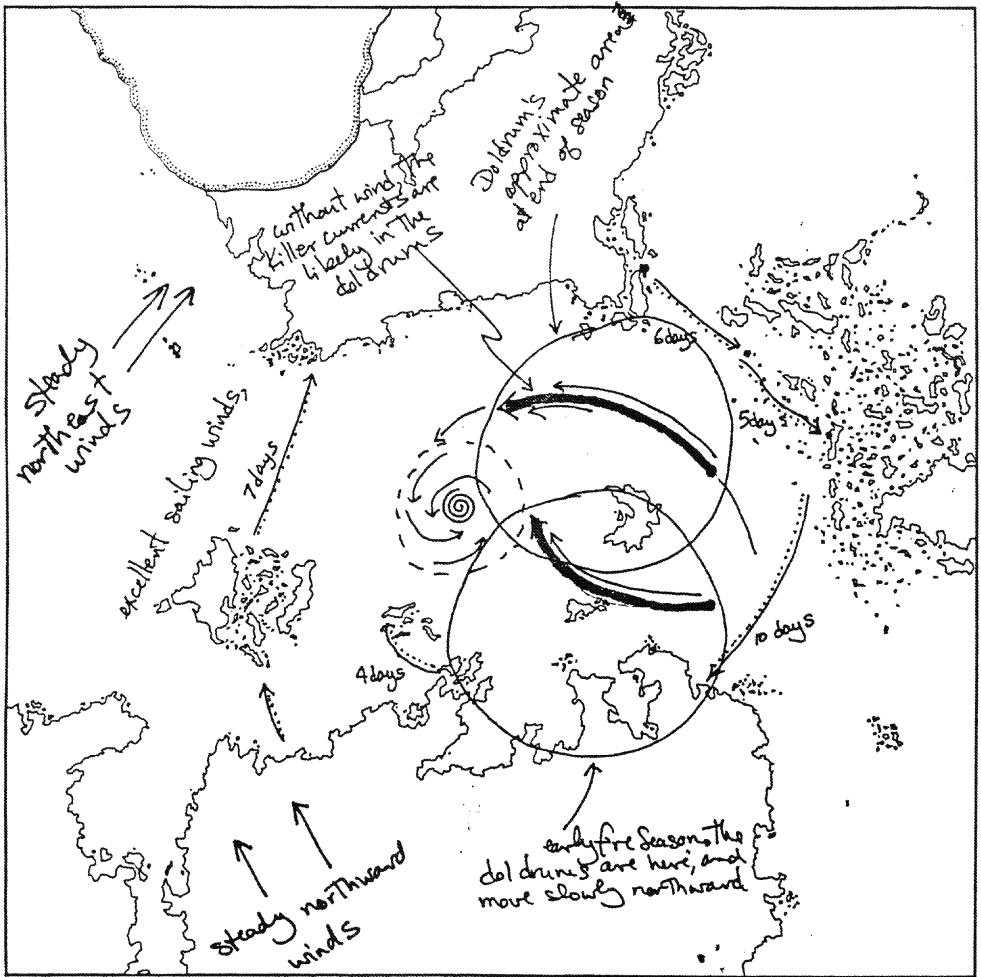 Doldrum's
approximate area
at end of season
without wind, the
killer currents are
likely in the
doldrums
steady
northeast
winds
excellent sailing winds,
7 days
6 days
5 days
10 days
4 days
early fire season, the
doldrums are here, and
move slowly northward
steady northward
winds